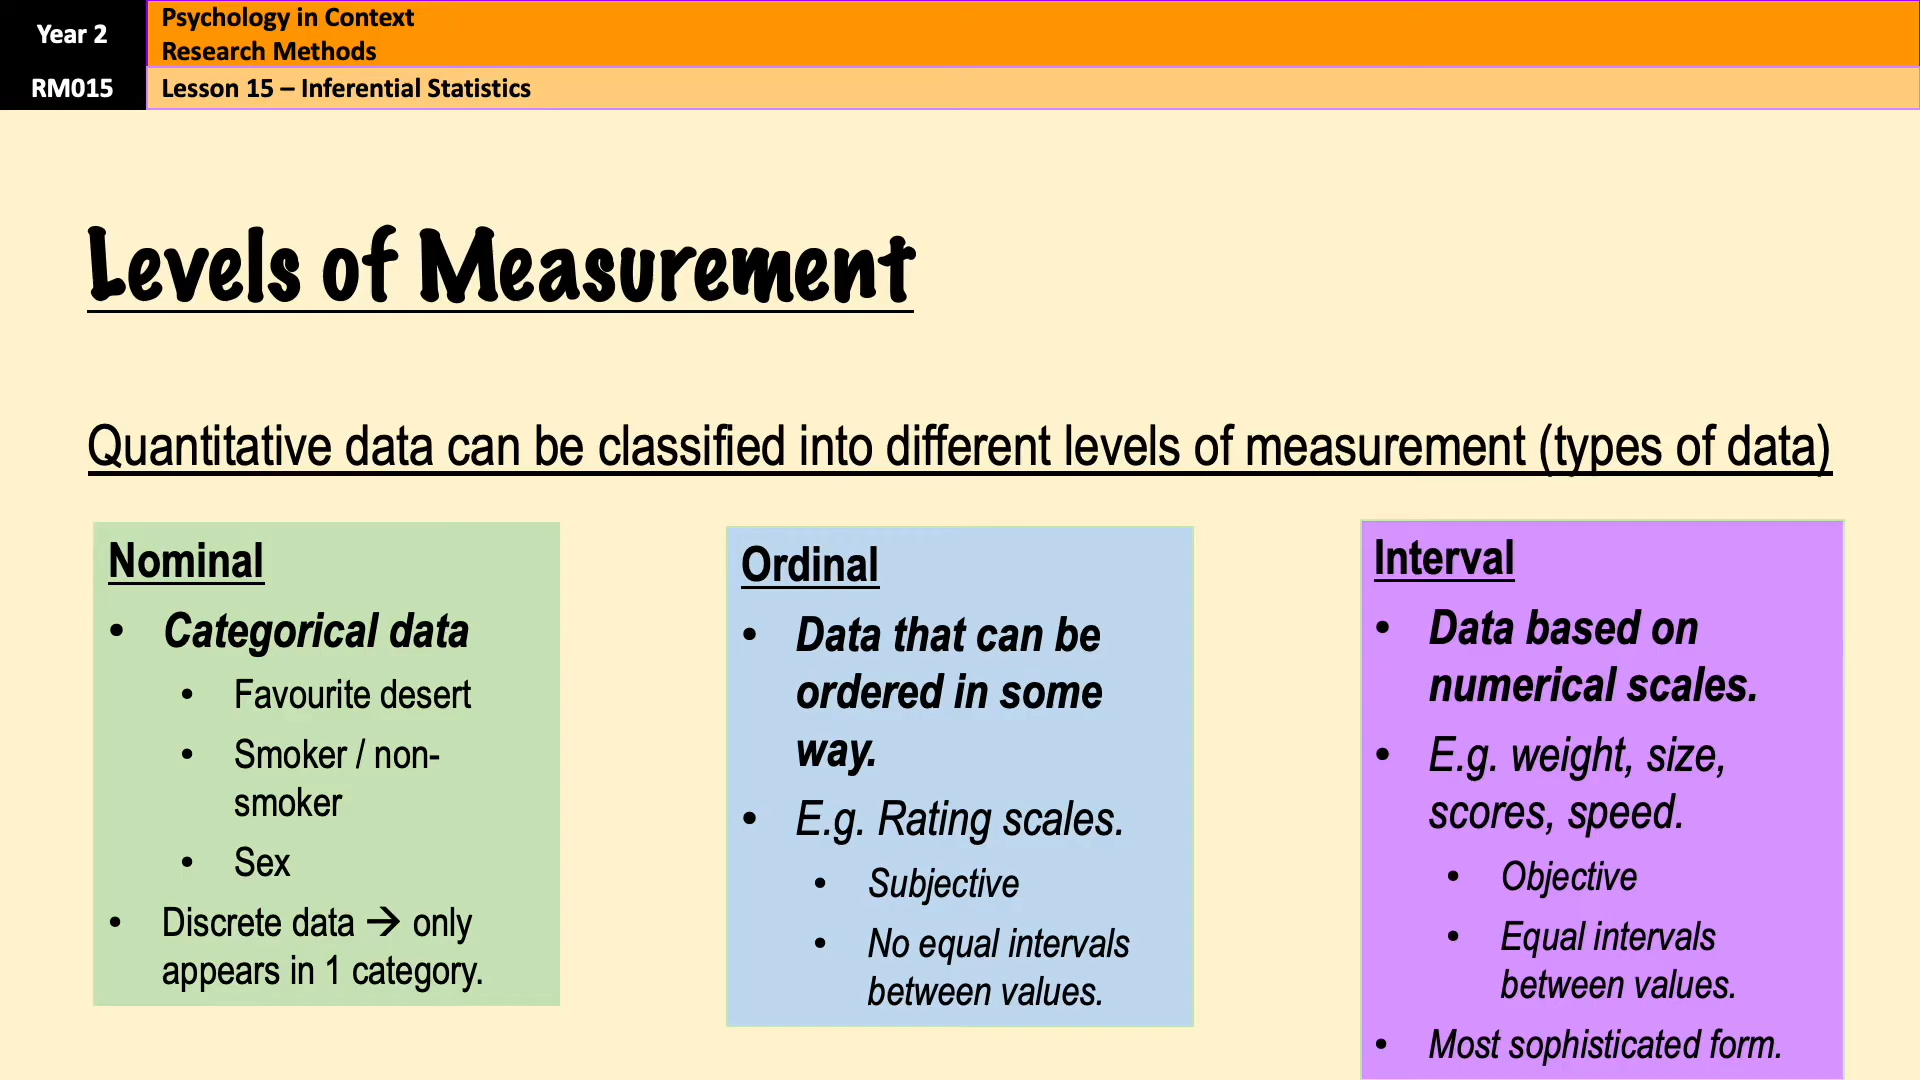 Year 2
Psychology in Context
Research Methods
RM015
Lesson 15 – Inferential Statistics
Levels of Measurement
Quantitative data can be classified into different levels of measurement (types of data)
Nominal
• Categorical data
• Favourite desert
• Smoker / non-
smoker
• Sex
• Discrete data → only
appears in 1 category.
Ordinal
• Data that can be
ordered in some
way.
• E.g. Rating scales.
• Subjective
• No equal intervals
between values.
Interval
• Data based on
numerical scales.
• E.g. weight, size,
scores, speed.
• Objective
• Equal intervals
between values.
• Most sophisticated form.